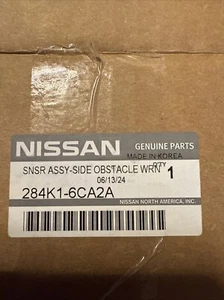 NISSAN
GENUINE PARTS
MADE IN KOREA
SNSR ASSY-SIDE OBSTACLE WRN
QTY 1
06/13/24
284K1-6CA2A
NISSAN NORTH AMERICA, INC.